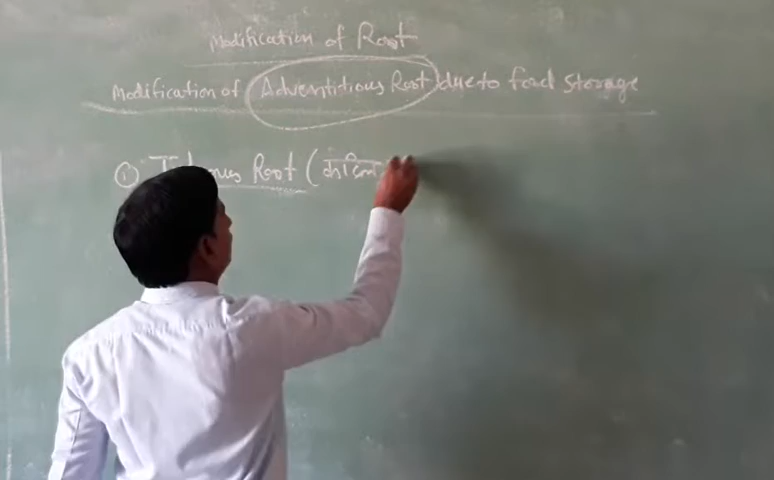 Modification of Root
Modification of Adventitious Root due to food storage
① Root (